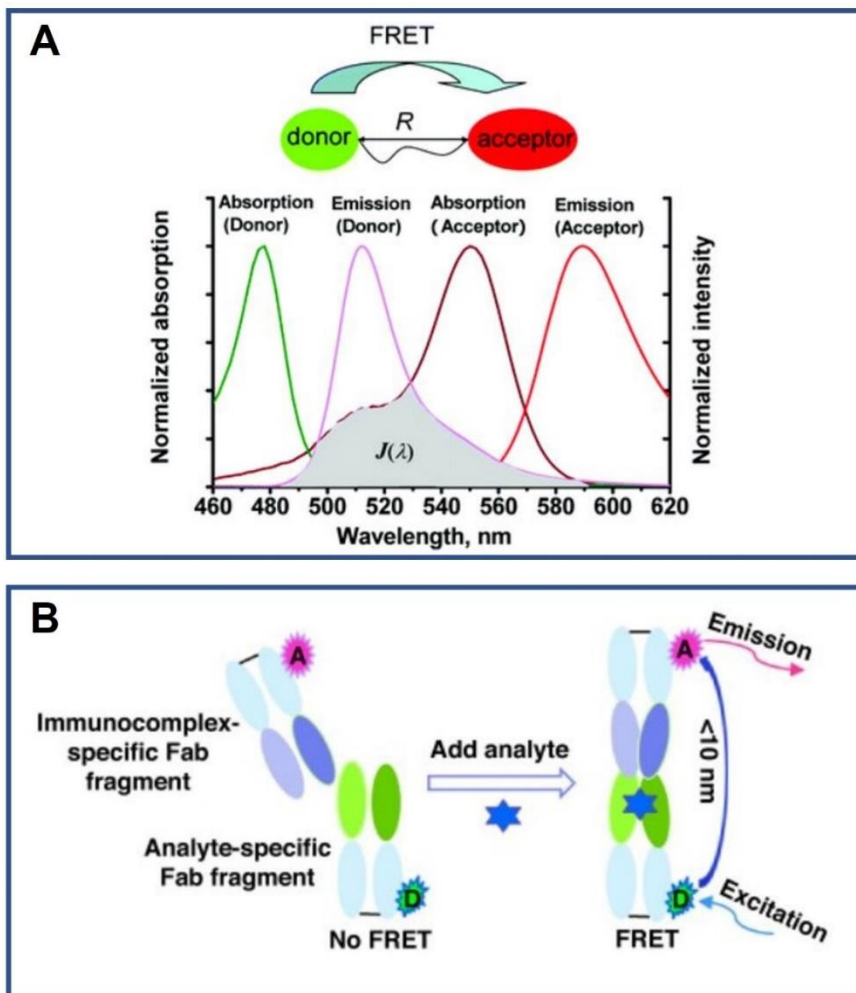 A
FRET
donor
R
acceptor
Absorption
(Donor)
Emission
(Donor)
Absorption
( Acceptor)
Emission
(Acceptor)
Normalized absorption
Normalized intensity
J(λ)
460 480 500 520 540 560 580 600 620
Wavelength, nm
B
A
Immunocomplex-
specific Fab
fragment
Analyte-specific
Fab fragment
D
No FRET
Add analyte
A
Emission
<10 nm
D
Excitation
FRET